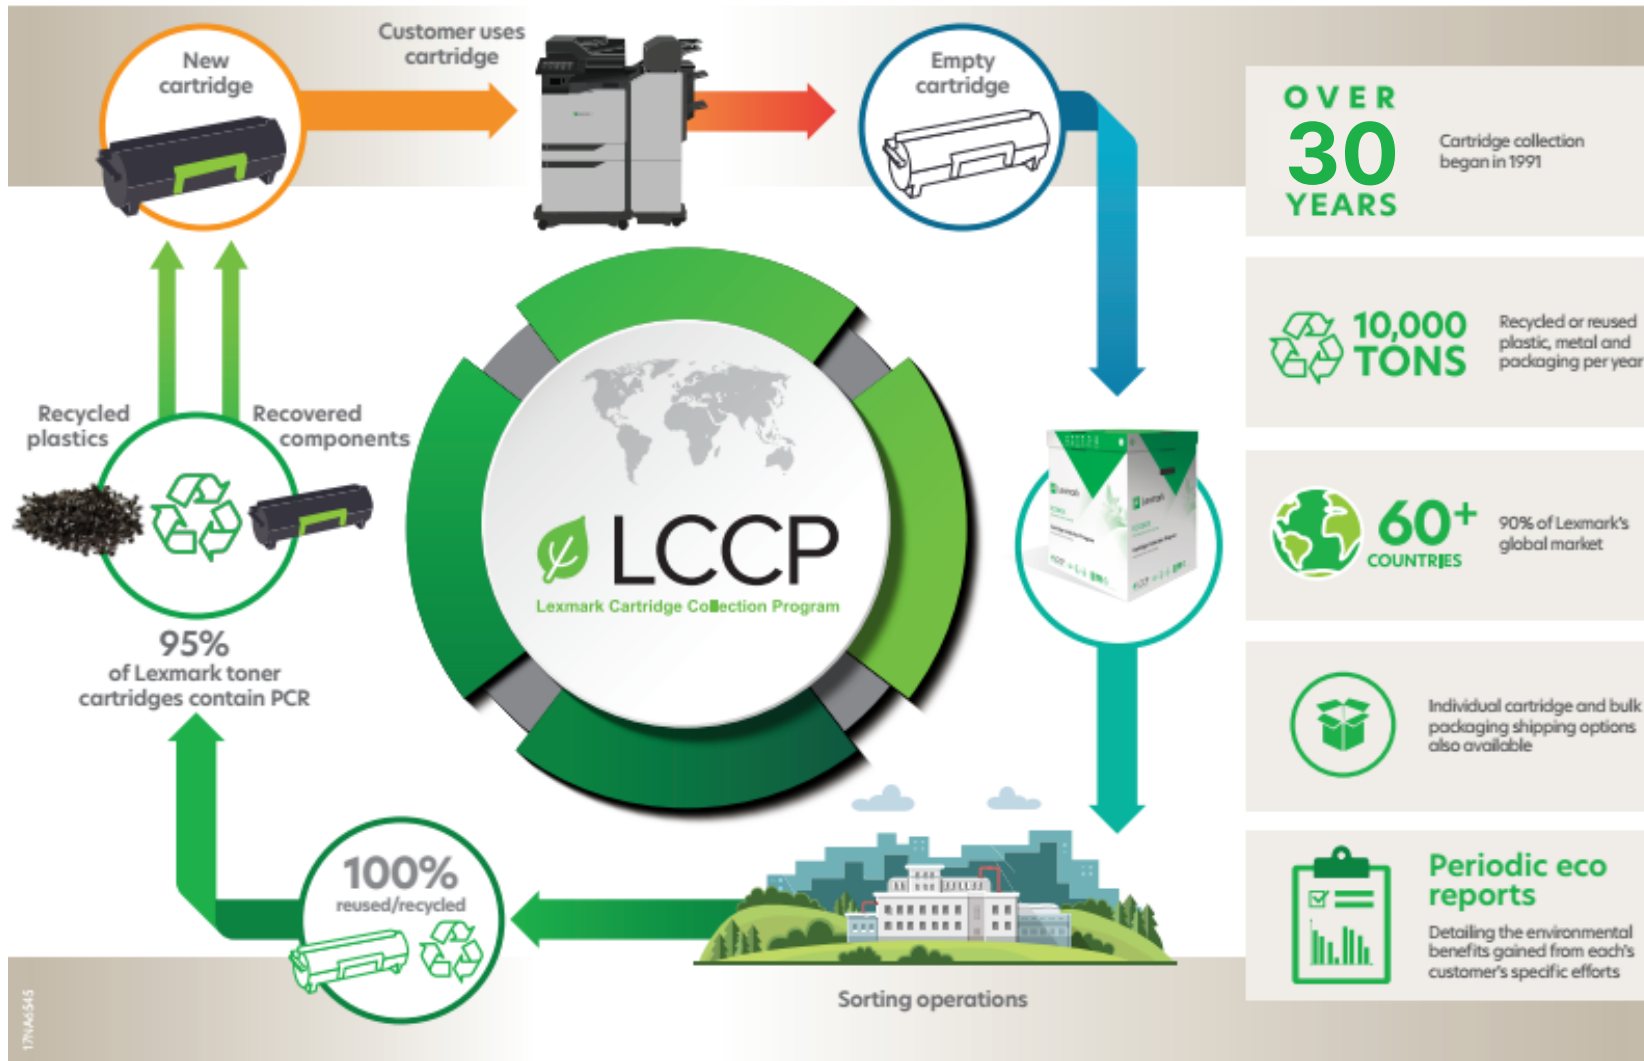 New
cartridge
Customer uses
cartridge
Empty
cartridge
OVER
30
YEARS
Cartridge collection
began in 1991
10,000
TONS
Recycled or reused
plastic, metal and
packaging per year
Recycled
plastics
Recovered
components
Lexmark
Lexmark
60+
COUNTRIES
90% of Lexmark's
global market
LCCP
Lexmark Cartridge Collection Program
95%
of Lexmark toner
cartridges contain PCR
Individual cartridge and bulk
packaging shipping options
also available
100%
reused/recycled
Periodic eco
reports
Detailing the environmental
benefits gained from each's
customer's specific efforts
Sorting operations
17NA6545